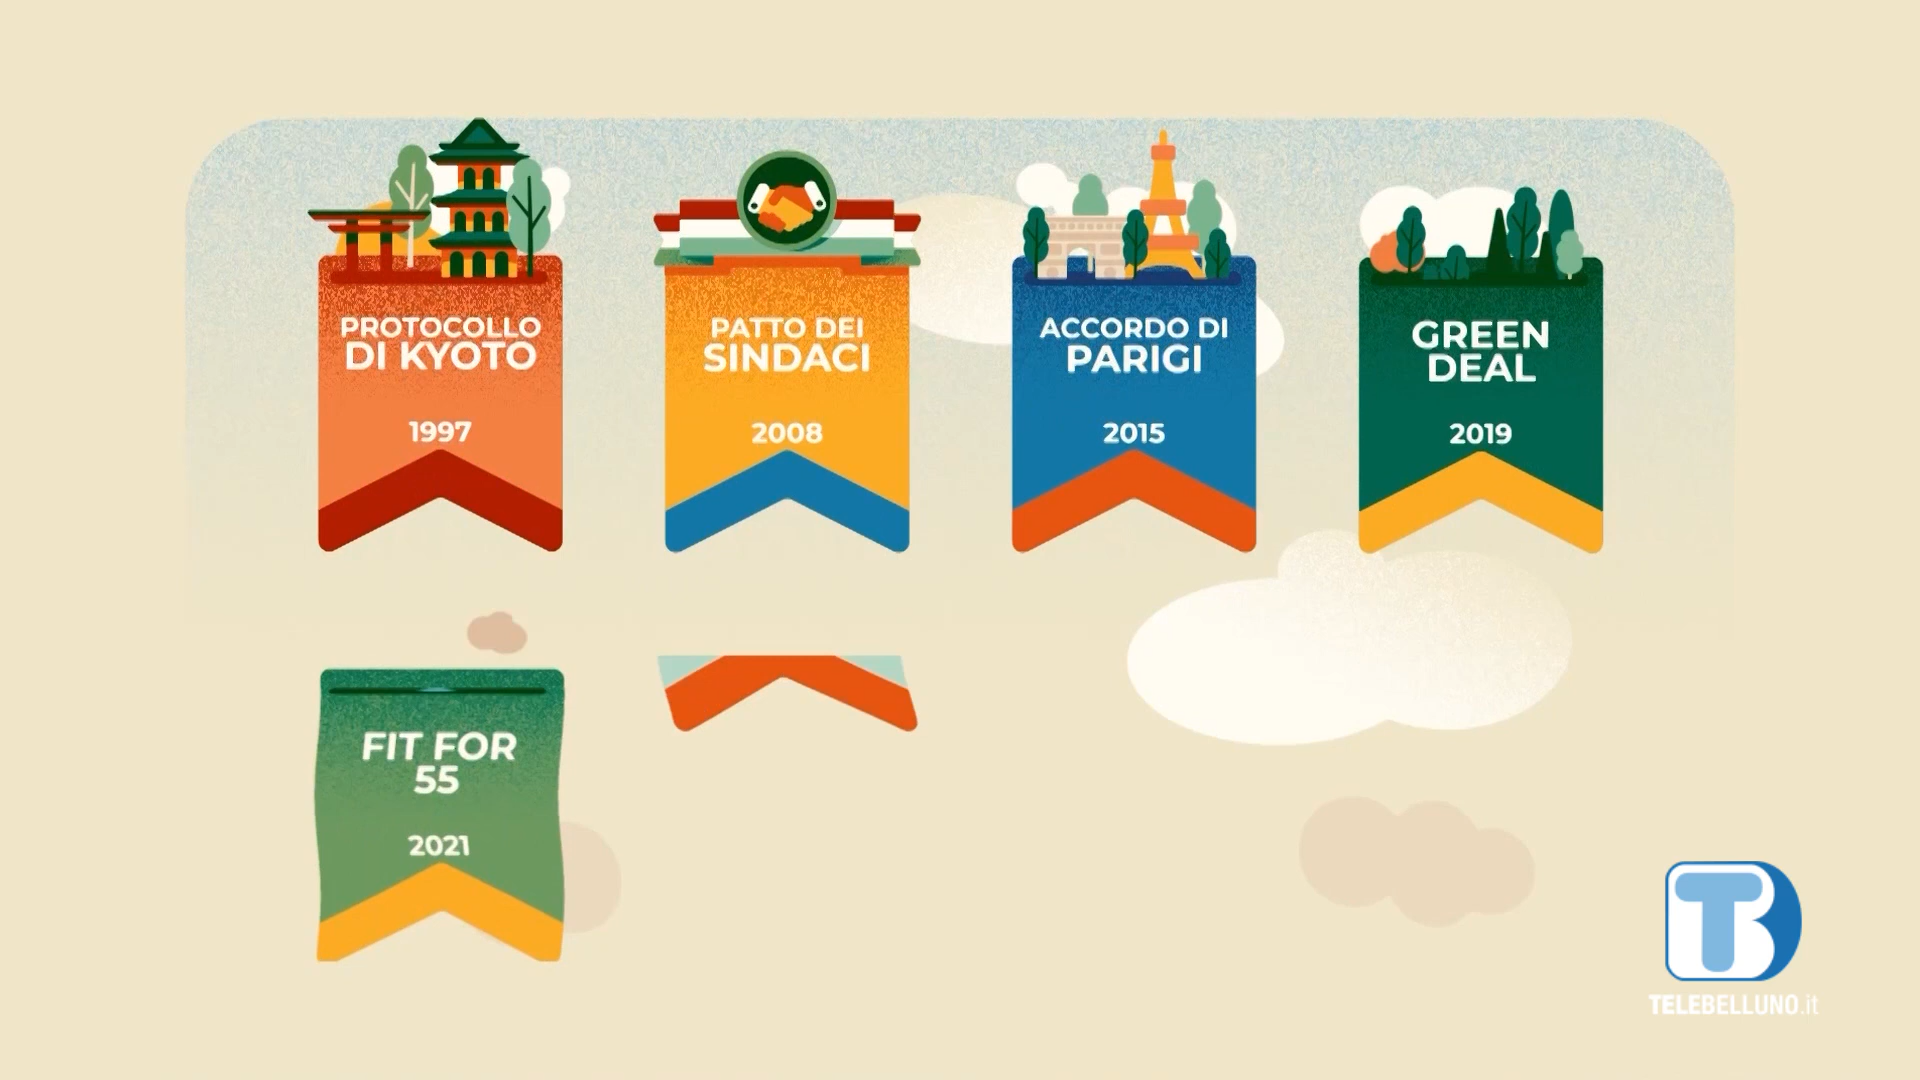 PROTOCOLLO
DI KYOTO
1997
PATTO DEI
SINDACI
2008
ACCORDO DI
PARIGI
2015
GREEN
DEAL
2019
FIT FOR
55
2021
TB
TELEBELLUNO.it